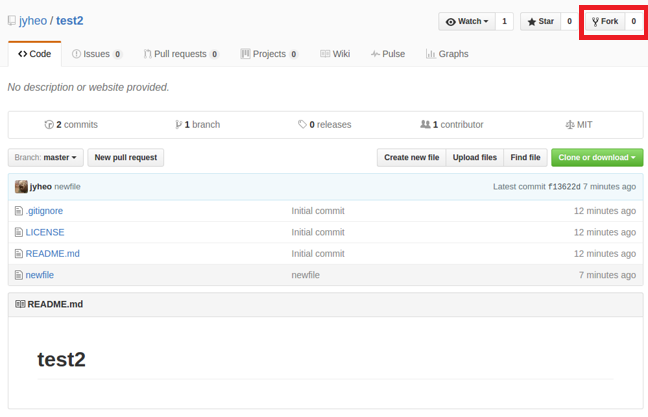 jyheo / test2 Watch 1 Star 0 Fork 0
Code Issues 0 Pull requests 0 Projects 0 Wiki Pulse Graphs
No description or website provided.
2 commits 1 branch 0 releases 1 contributor MIT
Branch: master New pull request Create new file Upload files Find file Clone or download
jyheo newfile Latest commit f13622d 7 minutes ago
.gitignore Initial commit 12 minutes ago
LICENSE Initial commit 12 minutes ago
README.md Initial commit 12 minutes ago
newfile newfile 7 minutes ago
README.md
test2